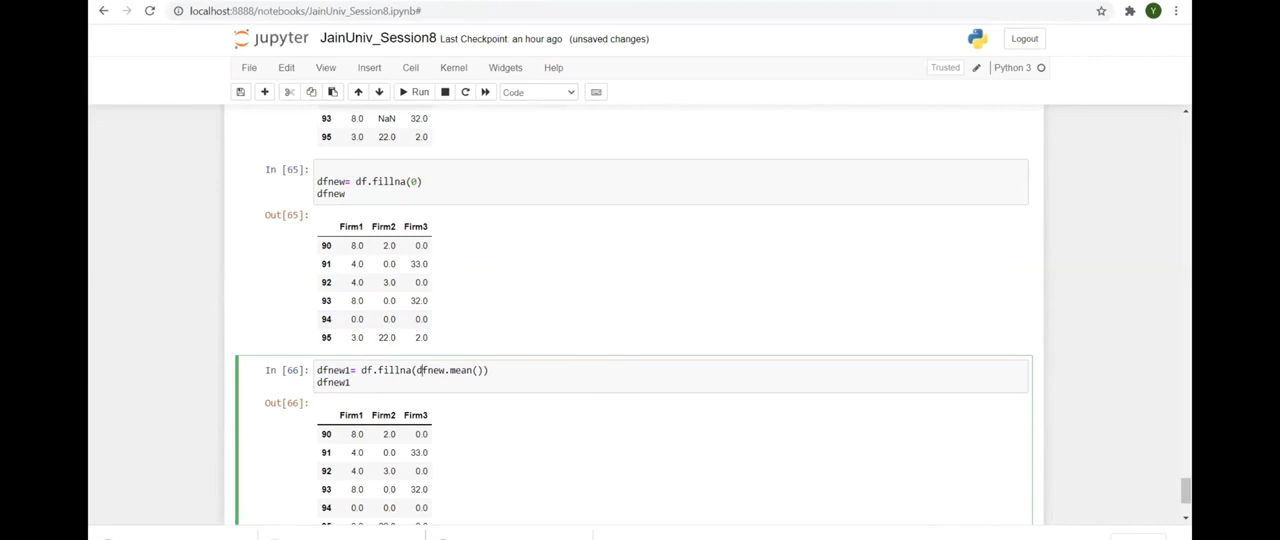 localhost:8888/notebooks/JainUniv_Session8.ipynb#
Y
jupyter JainUniv_Session8 Last Checkpoint: an hour ago (unsaved changes)
Logout
File Edit View Insert Cell Kernel Widgets Help
Trusted Python 3
Run Code
93 8.0 NaN 32.0
95 3.0 22.0 2.0
In [65]:
dfnew= df.fillna(0)
dfnew
Out[65]:
Firm1 Firm2 Firm3
90 8.0 2.0 0.0
91 4.0 0.0 33.0
92 4.0 3.0 0.0
93 8.0 0.0 32.0
94 0.0 0.0 0.0
95 3.0 22.0 2.0
In [66]: dfnew1= df.fillna(dfnew.mean())
dfnew1
Out[66]:
Firm1 Firm2 Firm3
90 8.0 2.0 0.0
91 4.0 0.0 33.0
92 4.0 3.0 0.0
93 8.0 0.0 32.0
94 0.0 0.0 0.0